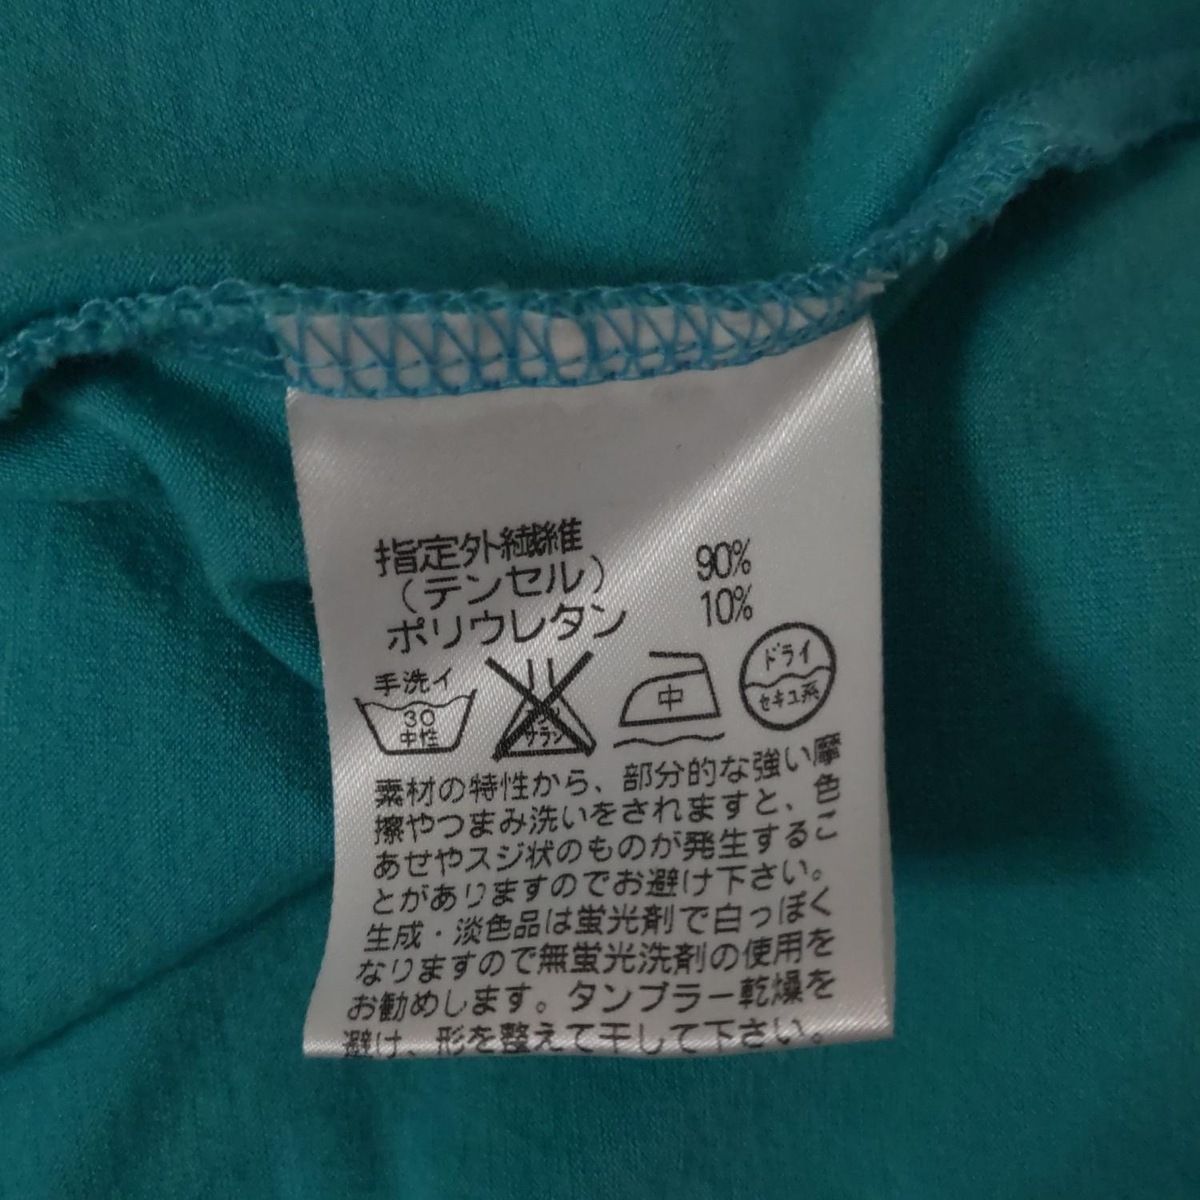 指定外繊維
（テンセル） 90%
ポリウレタン 10%
手洗イ
30
中性
サラシ
中
ドライ
セキユ系
素材の特性から、部分的な強い摩
擦やつまみ洗いをされますと、色
あせやスジ状のものが発生するこ
とがありますのでお避け下さい。
生成・淡色品は蛍光剤で白っぽく
なりますので無蛍光洗剤の使用を
お勧めします。タンブラー乾燥を
避け、形を整えて干して下さい。